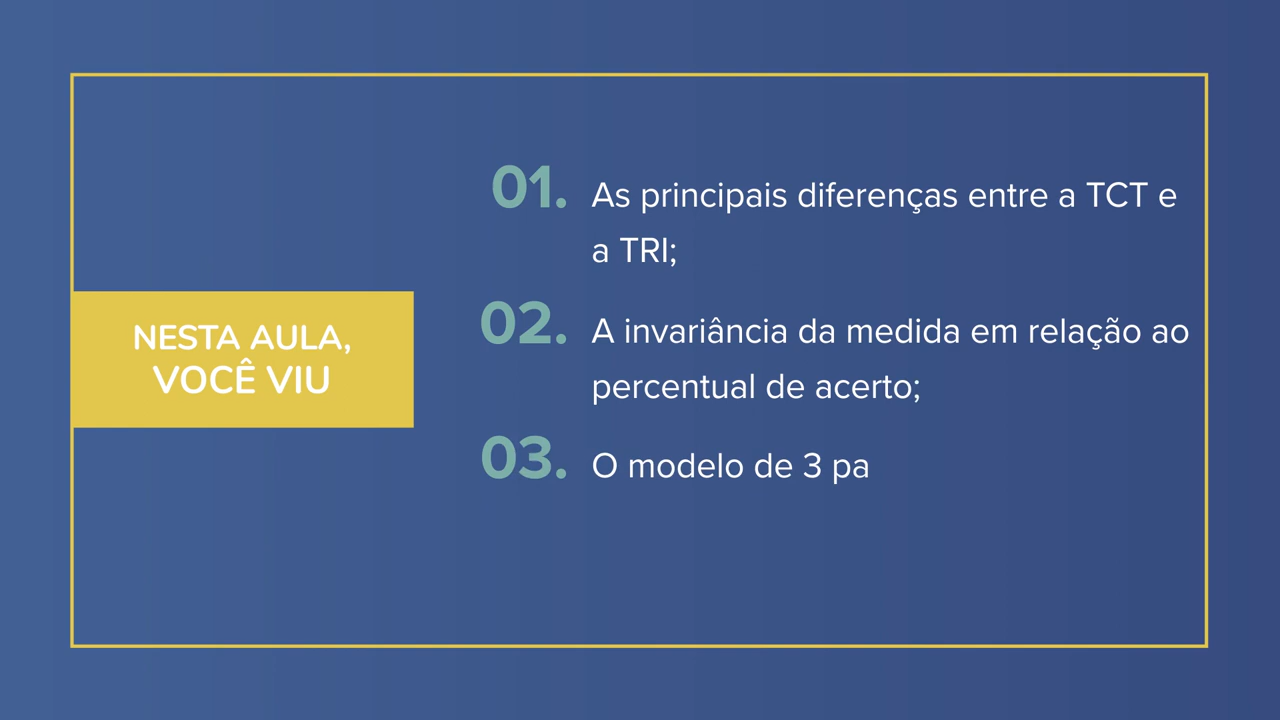 NESTA AULA,
VOCÊ VIU
01. As principais diferenças entre a TCT e
a TRI;
02. A invariância da medida em relação ao
percentual de acerto;
03. O modelo de 3 pa